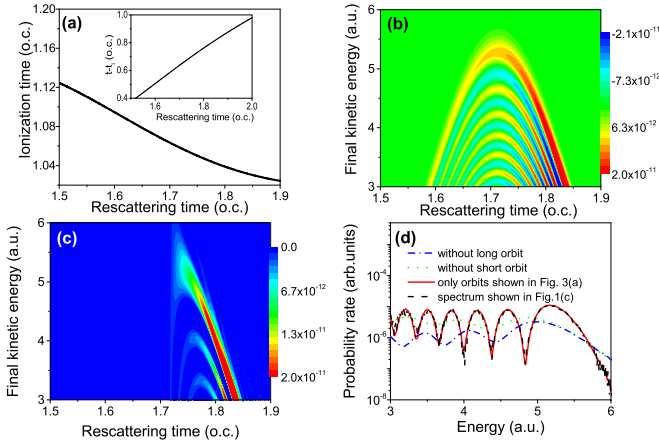 (a)
Ionization time (o.c.)
1.20
1.16
1.12
1.08
1.04
1.5 1.6 1.7 1.8 1.9
Rescattering time (o.c.)
t-t_i (o.c.)
1.0
0.8
0.6
0.4
1.6 1.8 2.0
Rescattering time (o.c.)
(b)
Final kinetic energy (a.u.)
6
5
4
3
1.5 1.6 1.7 1.8 1.9
Rescattering time (o.c.)
-2.1x10⁻¹¹
-7.3x10⁻¹²
6.3x10⁻¹²
2.0x10⁻¹¹
(c)
Final kinetic energy (a.u.)
6
5
4
3
1.5 1.6 1.7 1.8 1.9
Rescattering time (o.c.)
0.0
6.7x10⁻¹²
1.3x10⁻¹¹
2.0x10⁻¹¹
(d)
Probability rate (arb.units)
10⁻⁴
10⁻⁶
10⁻⁸
3 4 5 6
Energy (a.u.)
without long orbit
without short orbit
only orbits shown in Fig. 3(a)
spectrum shown in Fig.1(c)